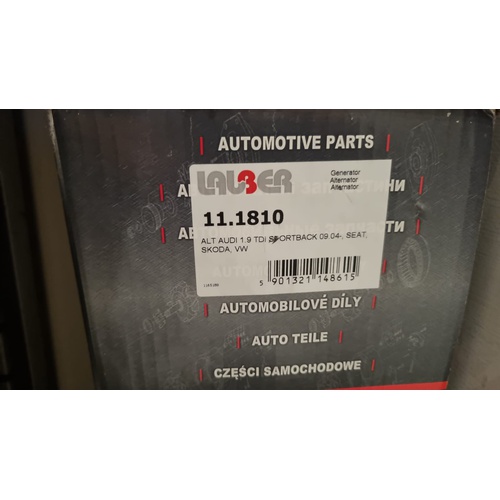 AUTOMOTIVE PARTS
LAUBER
Generator
Alternator
Alternator
11.1810
ALT AUDI 1.9 TDI SPORTBACK 09.04-, SEAT,
SKODA, VW
5 901321 148615
AUTOMOBILOVÉ DÍLY
AUTO TEILE
CZĘŚCI SAMOCHODOWE